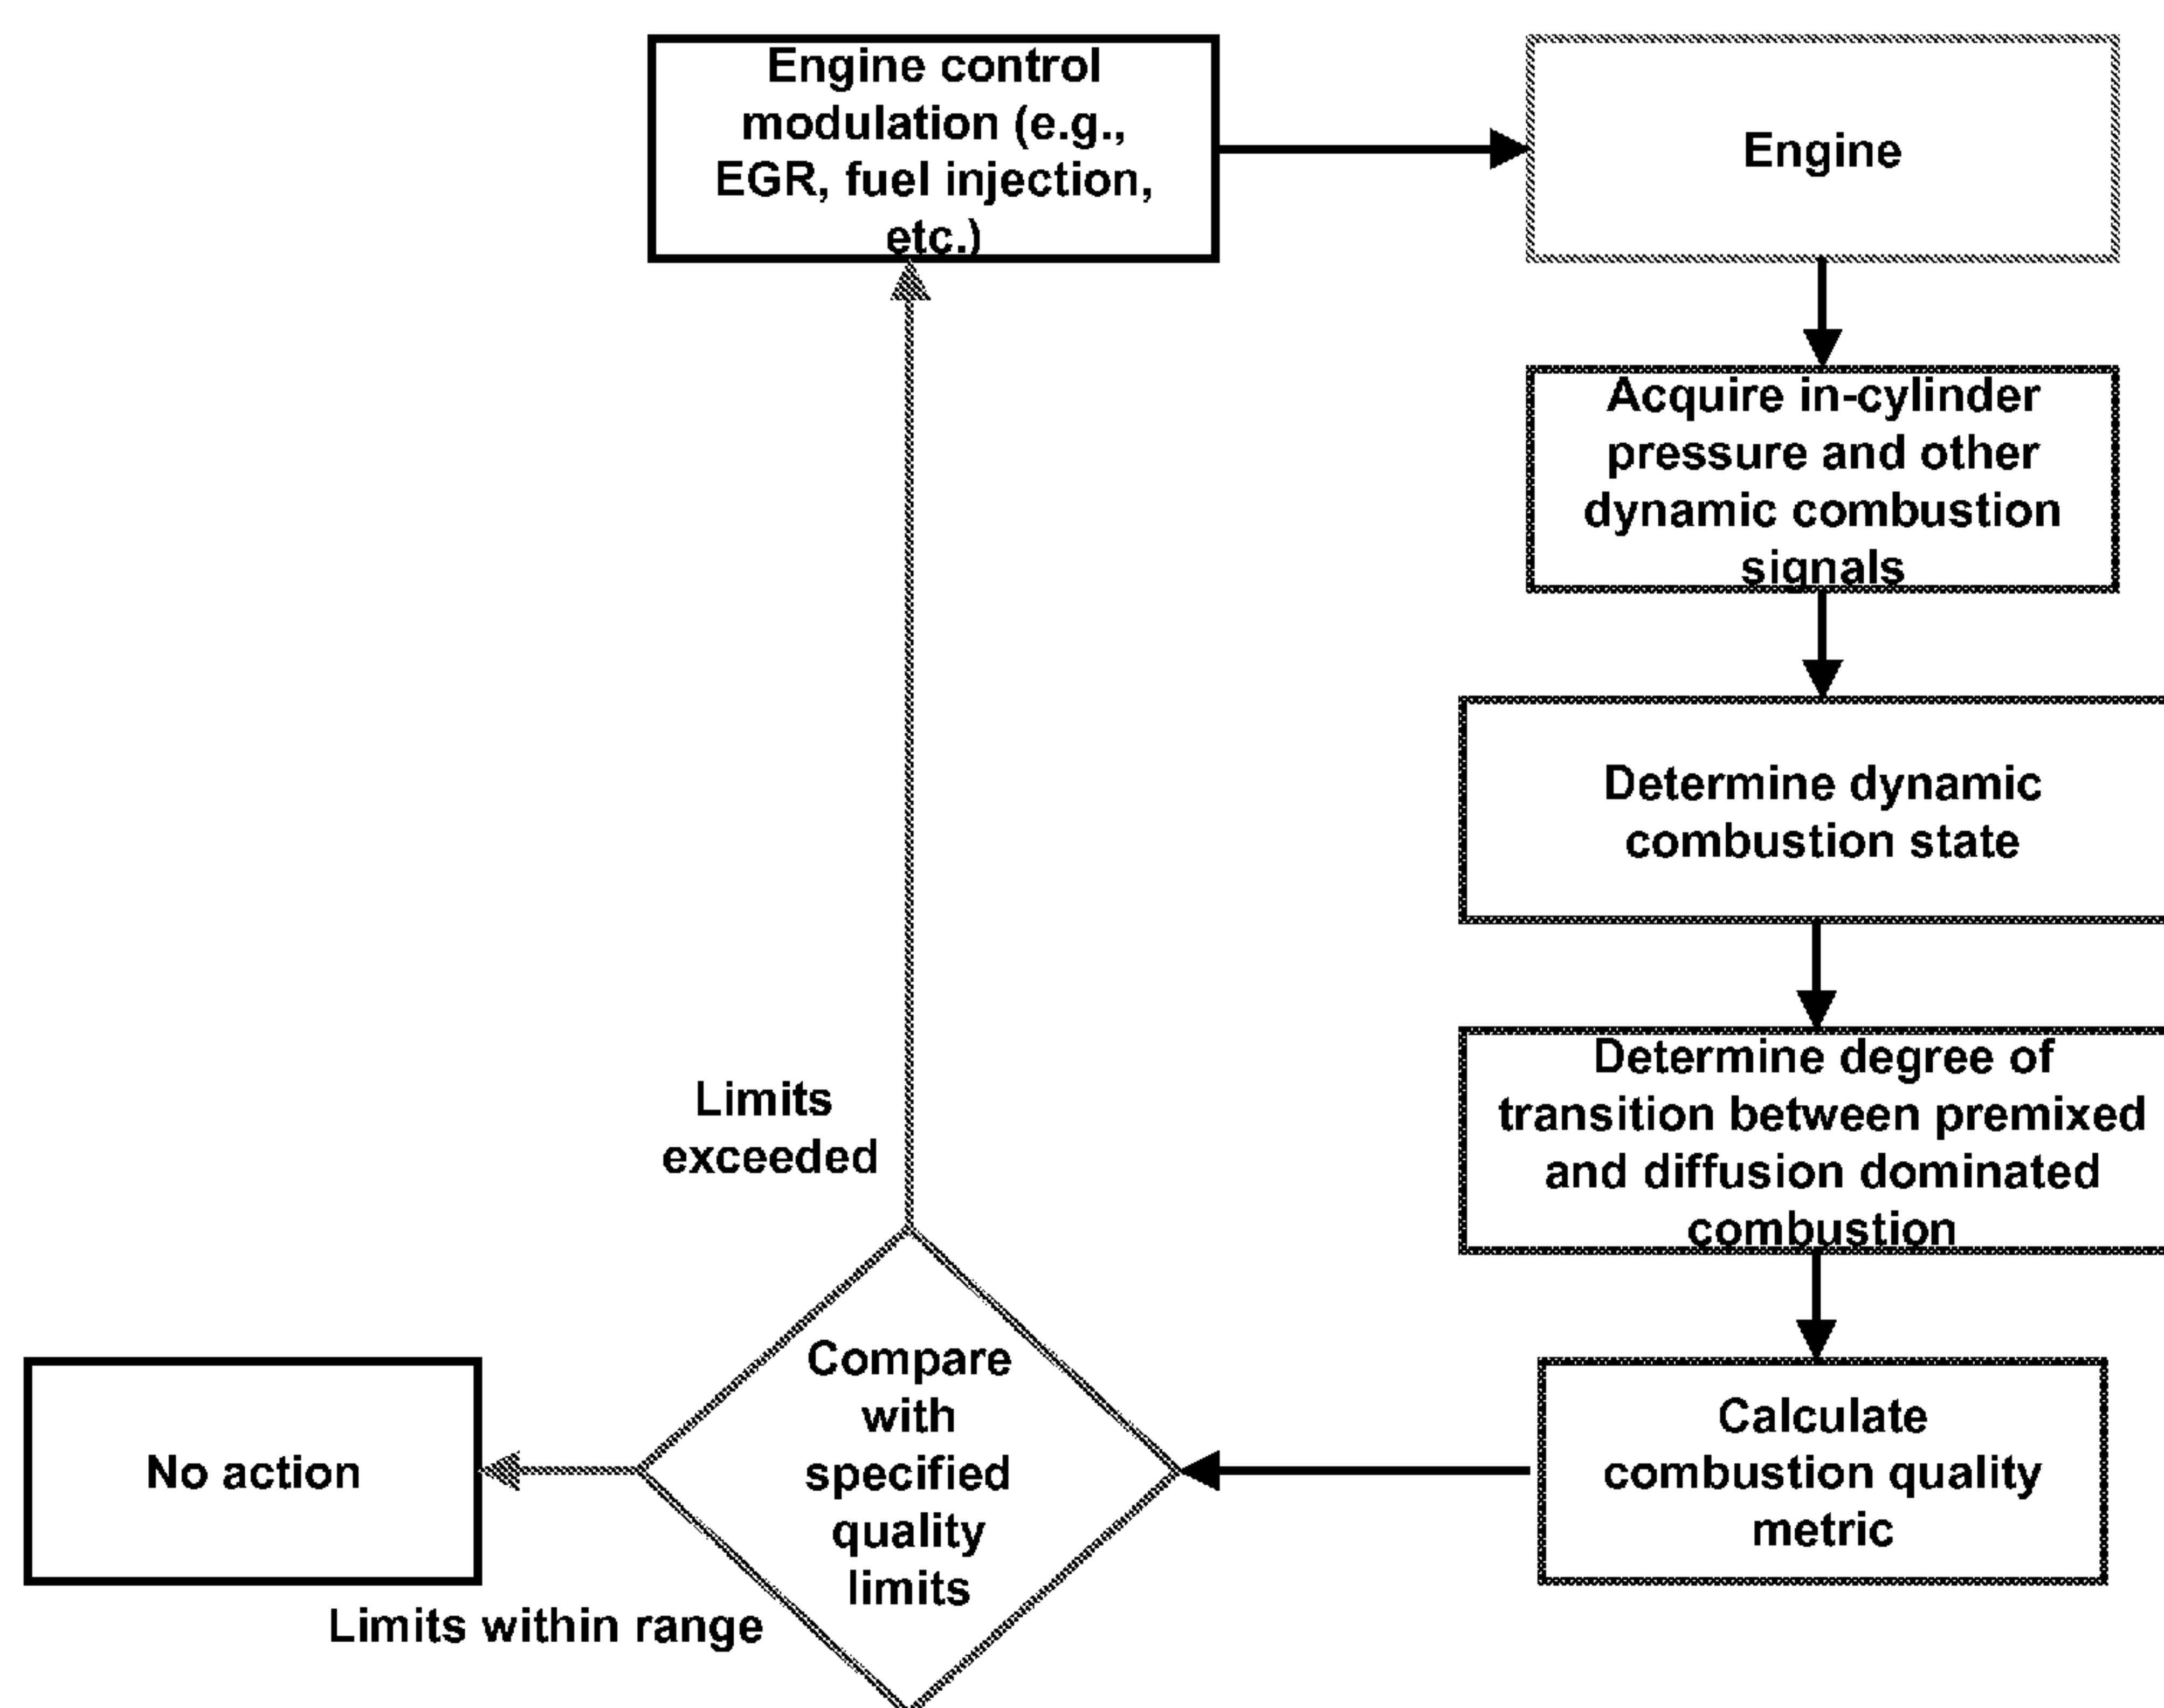 Engine control
modulation (e.g.,
EGR, fuel injection,
etc.)
Engine
Acquire in-cylinder
pressure and other
dynamic combustion
signals
Determine dynamic
combustion state
Determine degree of
transition between premixed
and diffusion dominated
combustion
Calculate
combustion quality
metric
Compare
with
specified
quality
limits
Limits
exceeded
No action
Limits within range